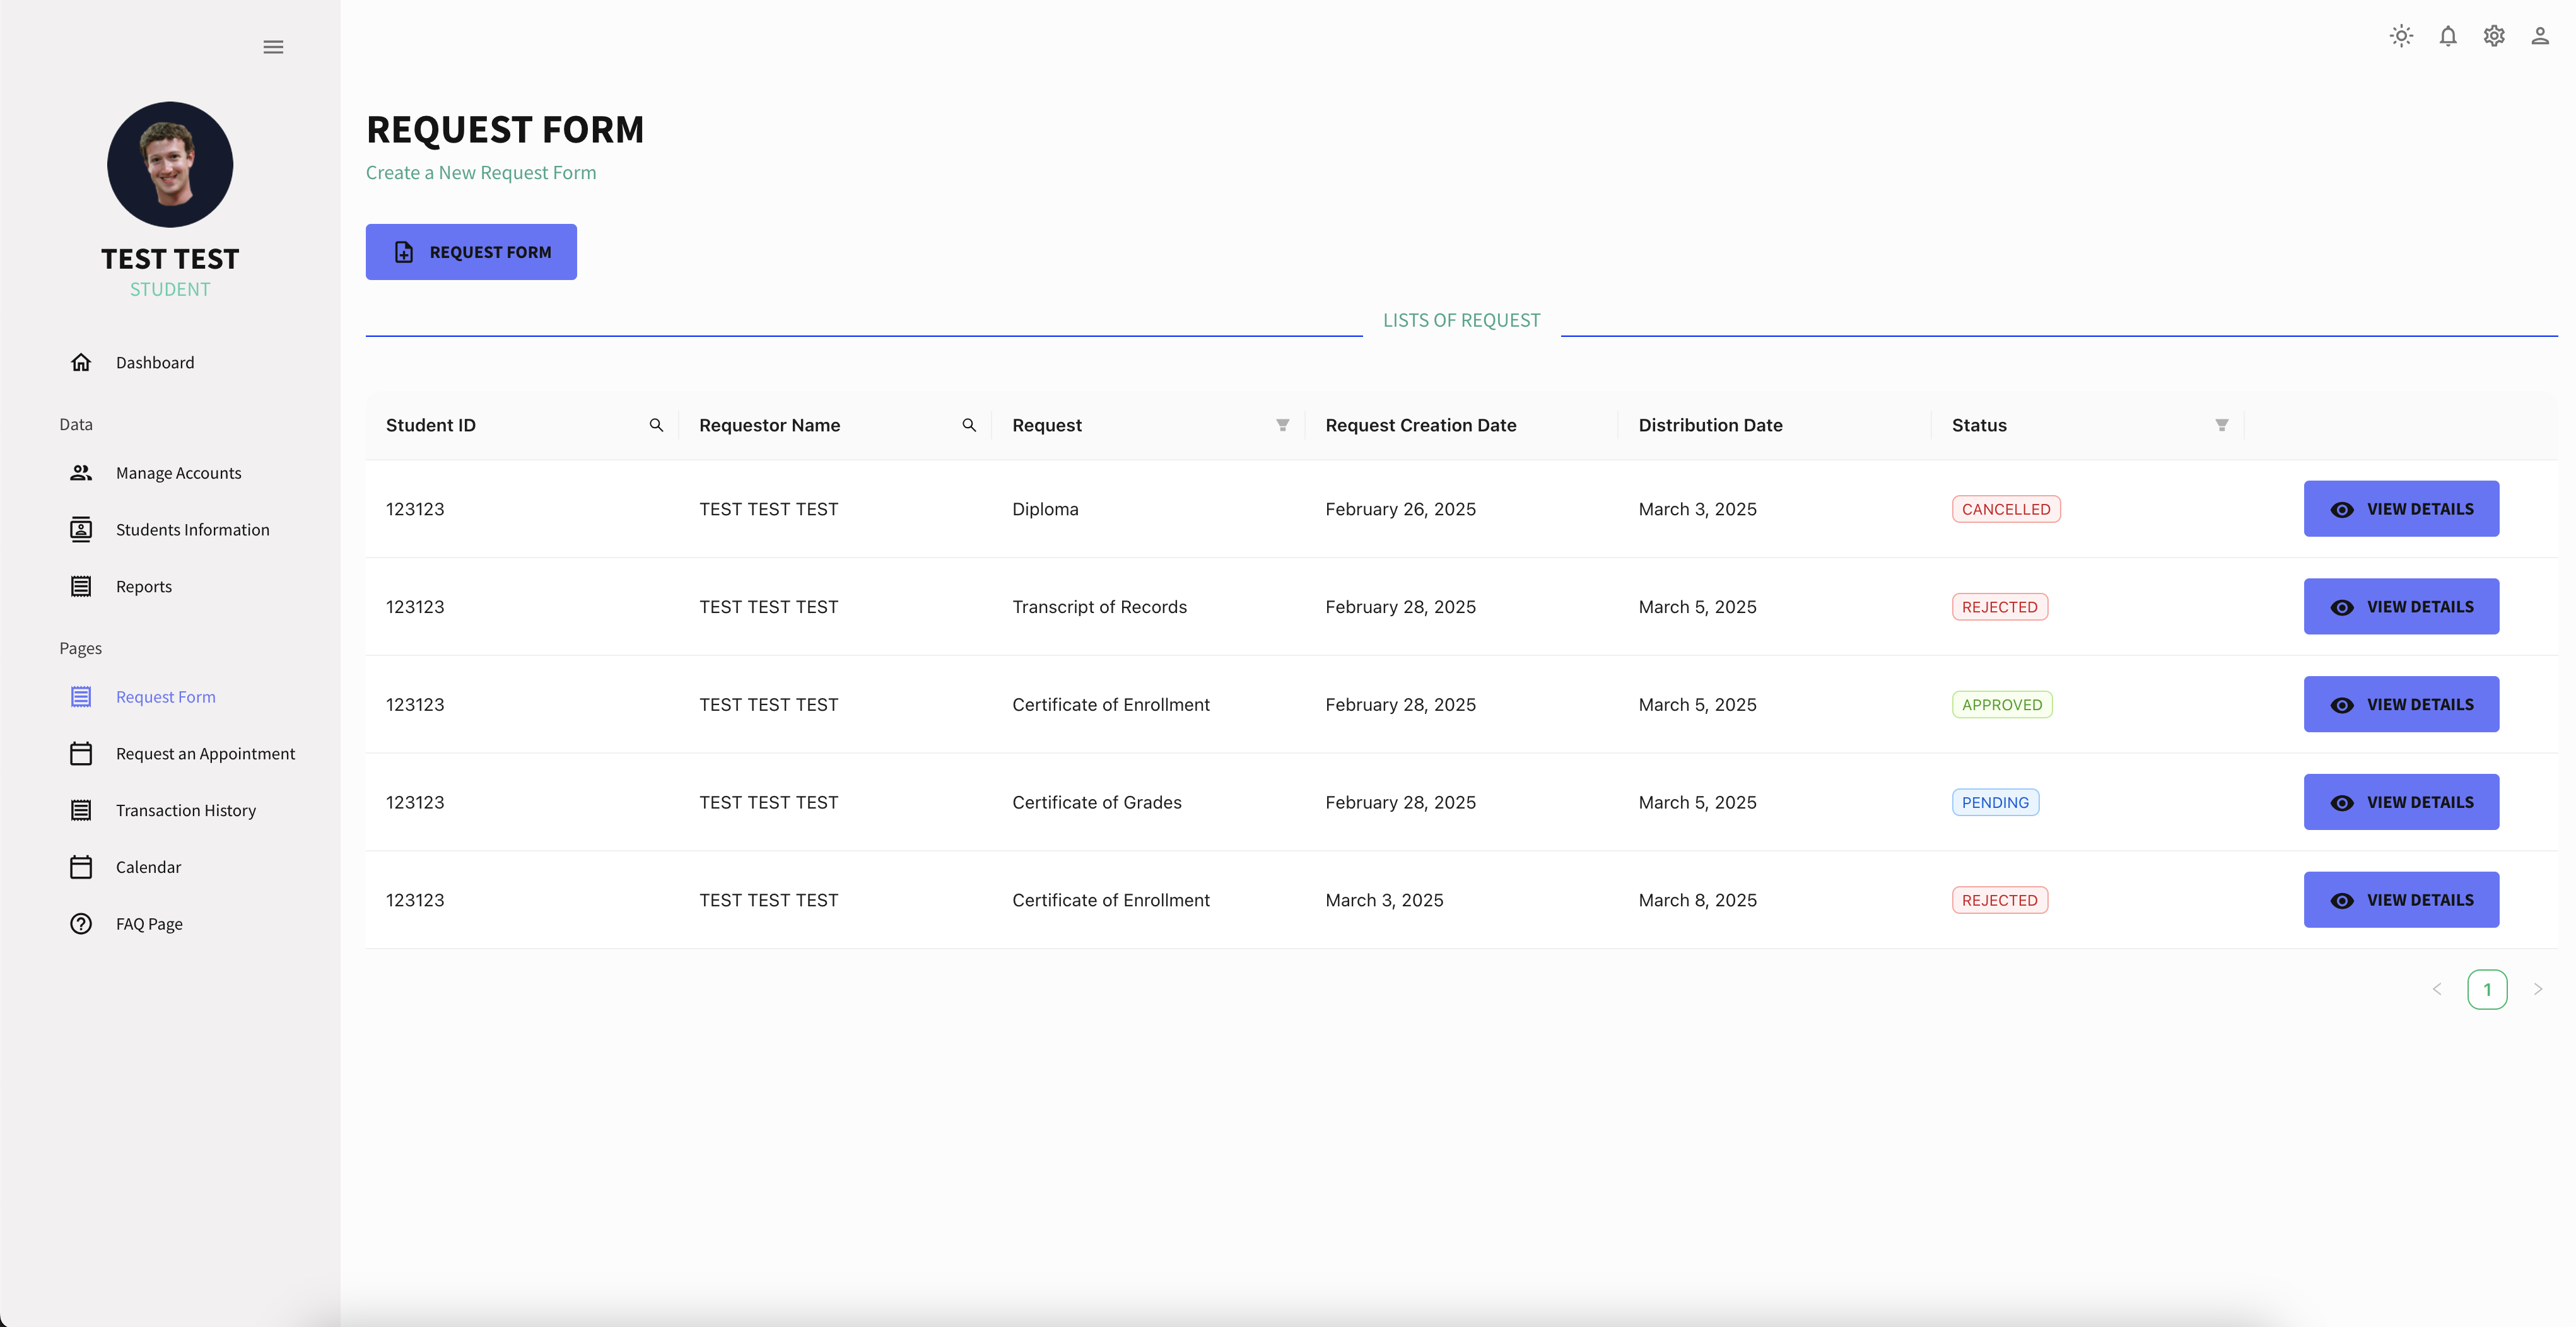 TEST TEST
STUDENT
Dashboard
Data
Manage Accounts
Students Information
Reports
Pages
Request Form
Request an Appointment
Transaction History
Calendar
FAQ Page
REQUEST FORM
Create a New Request Form
REQUEST FORM
LISTS OF REQUEST
Student ID Requestor Name Request Request Creation Date Distribution Date Status
123123 TEST TEST TEST Diploma February 26, 2025 March 3, 2025 CANCELLED VIEW DETAILS
123123 TEST TEST TEST Transcript of Records February 28, 2025 March 5, 2025 REJECTED VIEW DETAILS
123123 TEST TEST TEST Certificate of Enrollment February 28, 2025 March 5, 2025 APPROVED VIEW DETAILS
123123 TEST TEST TEST Certificate of Grades February 28, 2025 March 5, 2025 PENDING VIEW DETAILS
123123 TEST TEST TEST Certificate of Enrollment March 3, 2025 March 8, 2025 REJECTED VIEW DETAILS
1